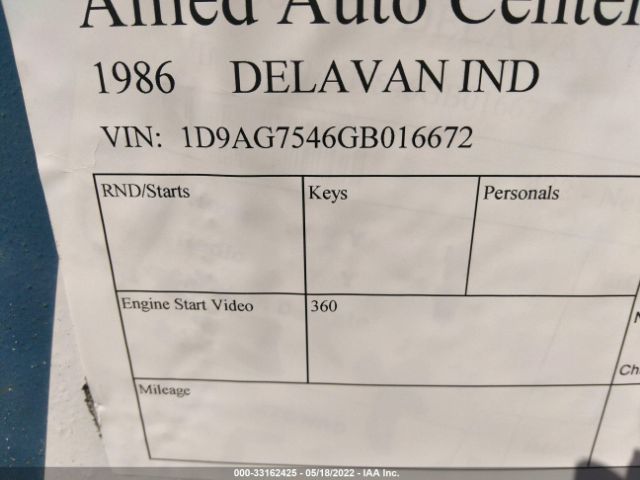 Allied Auto Center
1986 DELAVAN IND
VIN: 1D9AG7546GB016672
RND/Starts Keys Personals
Engine Start Video 360
Ch
Mileage
000-33162425 - 05/18/2022 - IAA Inc.